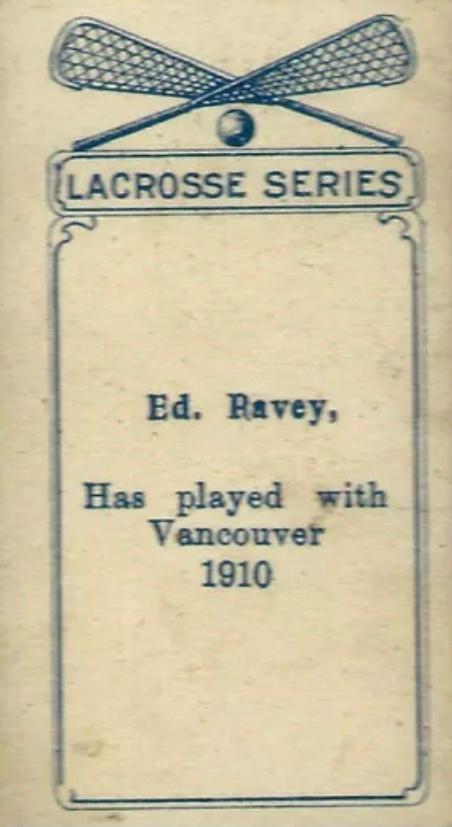 LACROSSE SERIES
Ed. Ravey,
Has played with
Vancouver
1910